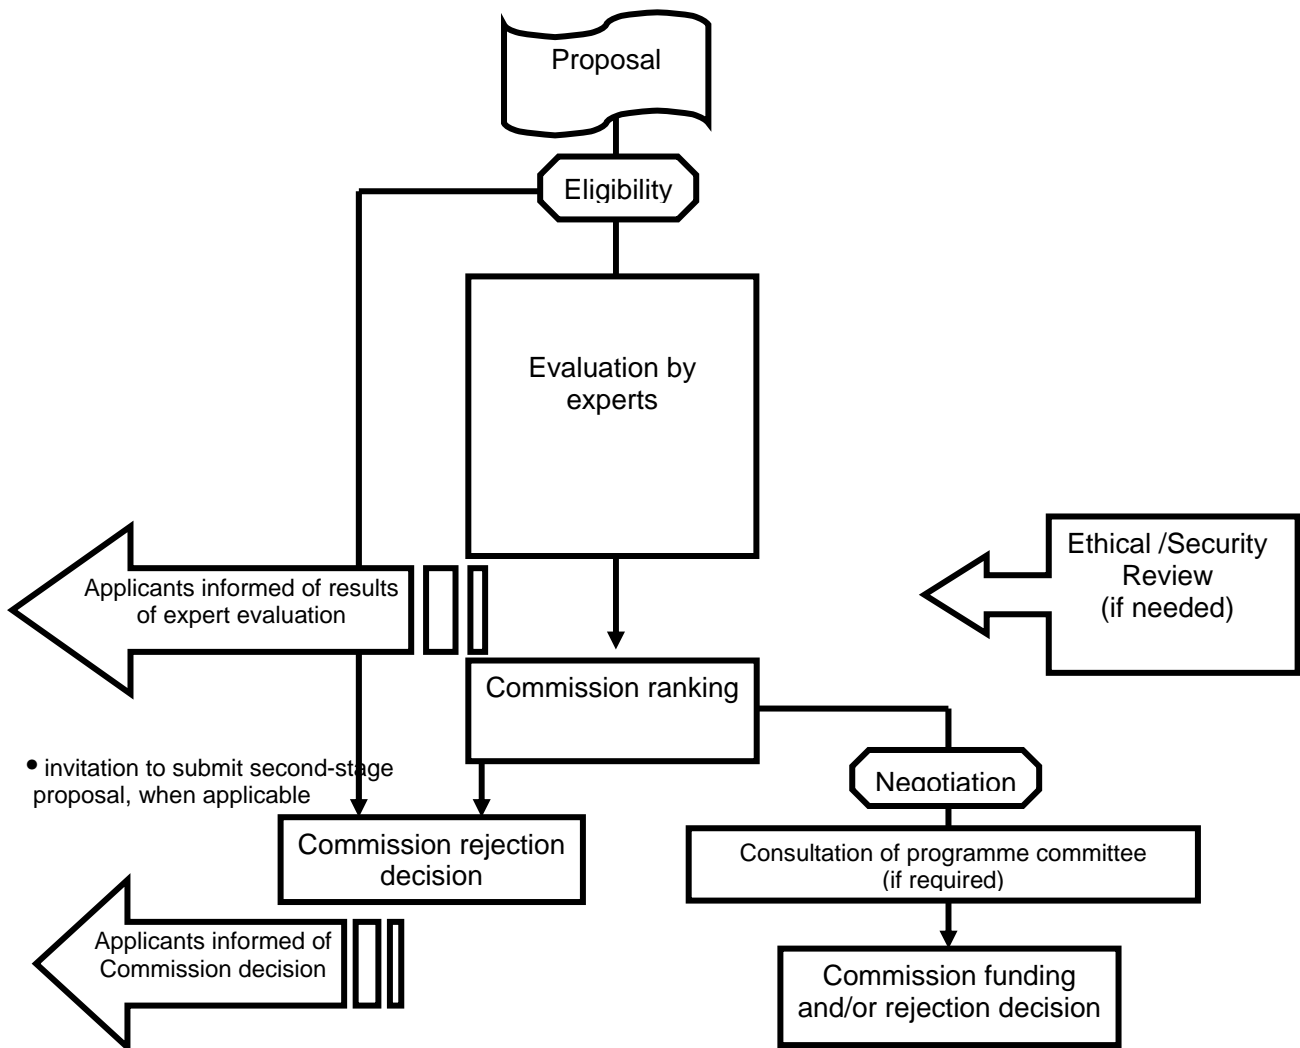 Proposal
Eligibility
Evaluation by
experts
Ethical /Security
Review
(if needed)
Applicants informed of results
of expert evaluation
Commission ranking
• invitation to submit second-stage
proposal, when applicable
Negotiation
Commission rejection
decision
Consultation of programme committee
(if required)
Applicants informed of
Commission decision
Commission funding
and/or rejection decision